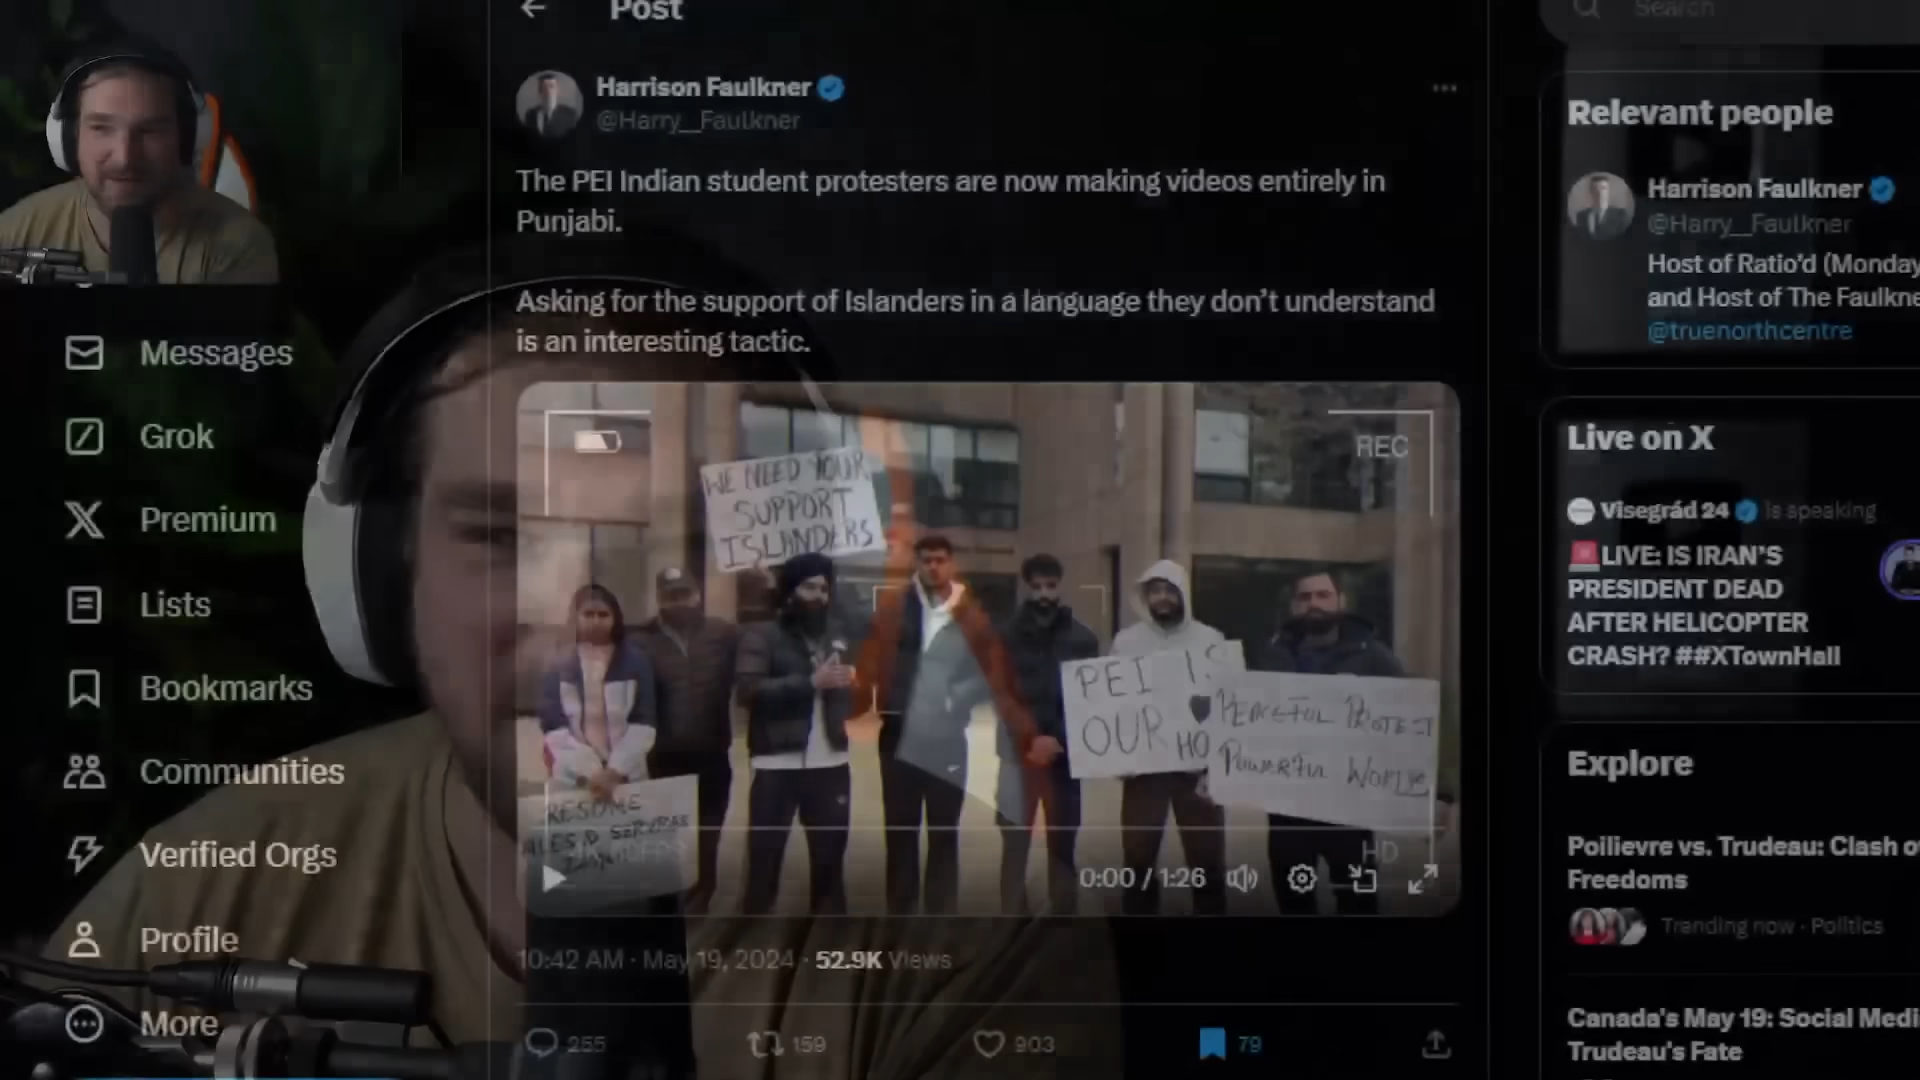 Post
Search
Harrison Faulkner
@Harry__Faulkner
The PEI Indian student protesters are now making videos entirely in
Punjabi.
Asking for the support of Islanders in a language they don't understand
is an interesting tactic.
REC
WE NEED YOUR
SUPPORT
ISLANDERS
PEI IS
OUR HO
PEACEFUL PROTEST
POWERFUL
RESUME
HD
0:00 / 1:26
10:42 AM · May 19, 2024 · 52.9K Views
255
159
903
79
Messages
Grok
Premium
Lists
Bookmarks
Communities
Verified Orgs
Profile
More
Relevant people
Harrison Faulkner
@Harry__Faulkner
Host of Ratio'd (Monday
and Host of The Faulkne
@truenorthcentre
Live on X
Visegrád 24 is speaking
LIVE: IS IRAN'S
PRESIDENT DEAD
AFTER HELICOPTER
CRASH? ##XTownHall
Explore
Poilievre vs. Trudeau: Clash o
Freedoms
Trending now · Politics
Canada's May 19: Social Medi
Trudeau's Fate